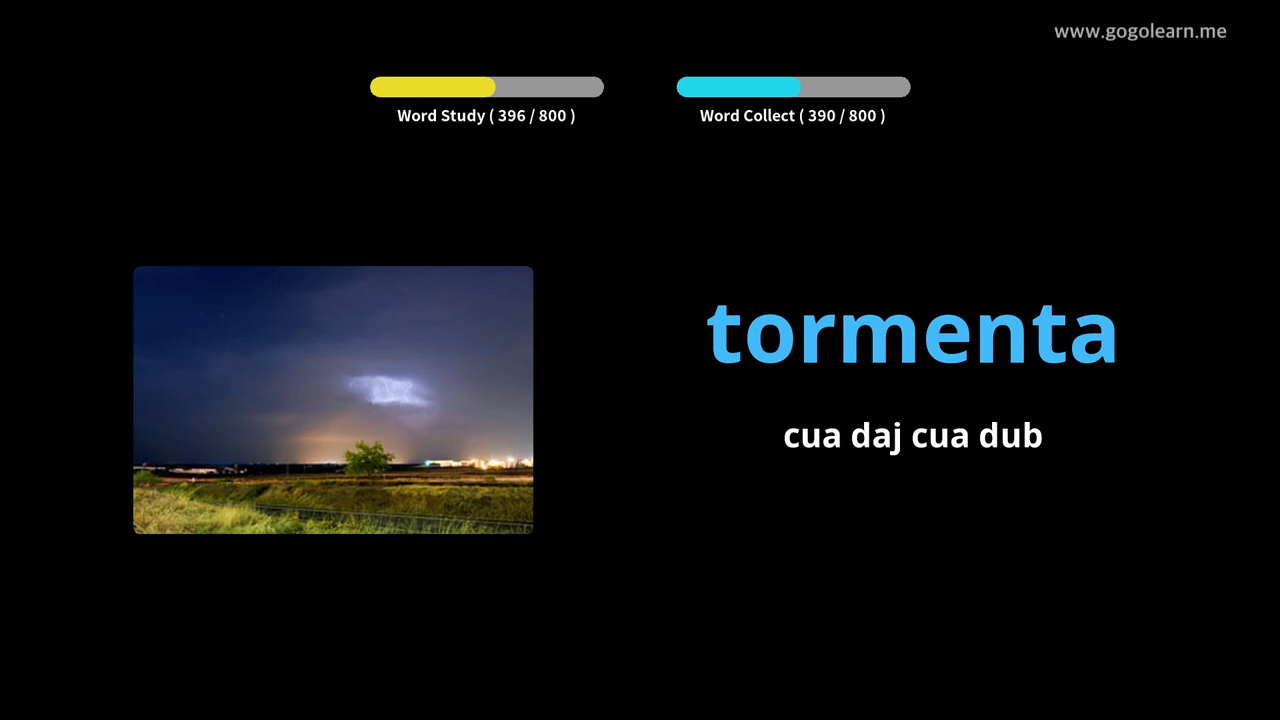 www.gogolearn.me
Word Study ( 396 / 800 )
Word Collect ( 390 / 800 )
tormenta
cua daj cua dub